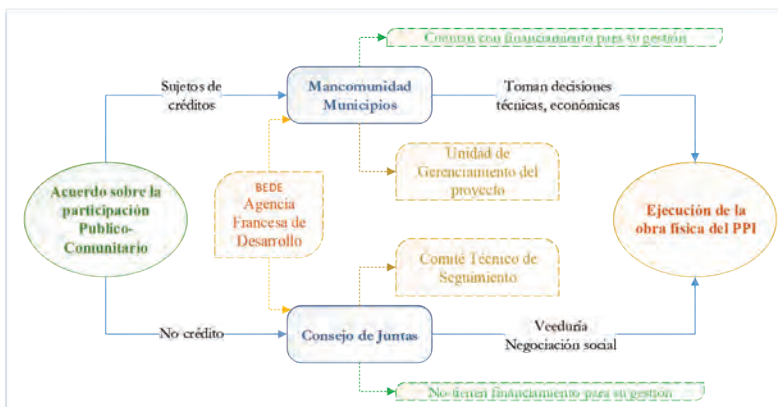 Cuentan con financiamiento para su gestión
Sujetos de
créditos
Mancomunidad
Municipios
Toman decisiones
técnicas, económicas
Unidad de
Gerenciamiento del
proyecto
Acuerdo sobre la
participación
Publico-
Comunitario
BEDE
Agencia
Francesa de
Desarrollo
Ejecución de la
obra física del PPI
Comité Técnico de
Seguimiento
No crédito
Consejo de Juntas
Veeduría
Negociación social
No tienen financiamiento para su gestión